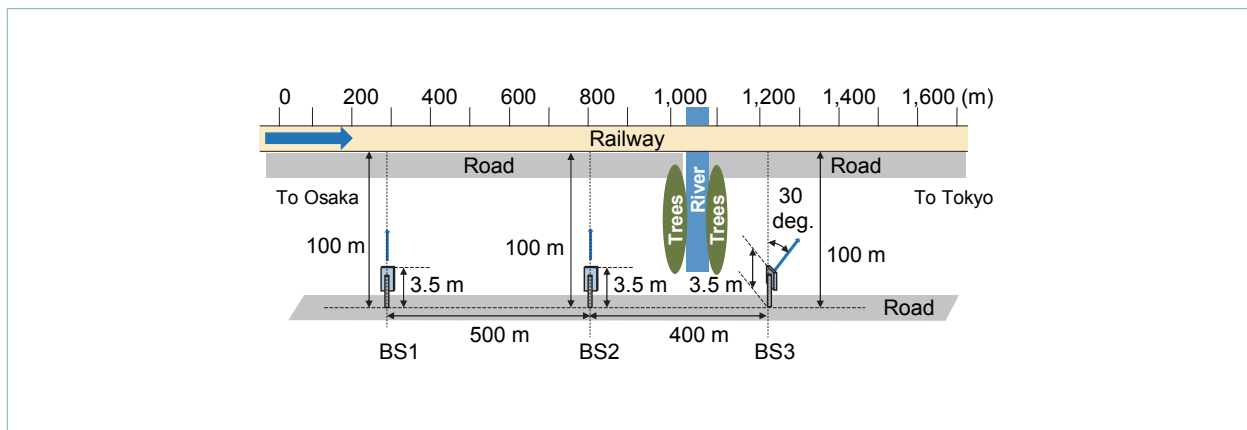 0 200 400 600 800 1,000 1,200 1,400 1,600 (m)
Railway
Road
Road
To Osaka
To Tokyo
Trees
River
Trees
30
deg.
100 m
100 m
100 m
3.5 m
3.5 m
3.5 m
Road
500 m
400 m
BS1
BS2
BS3